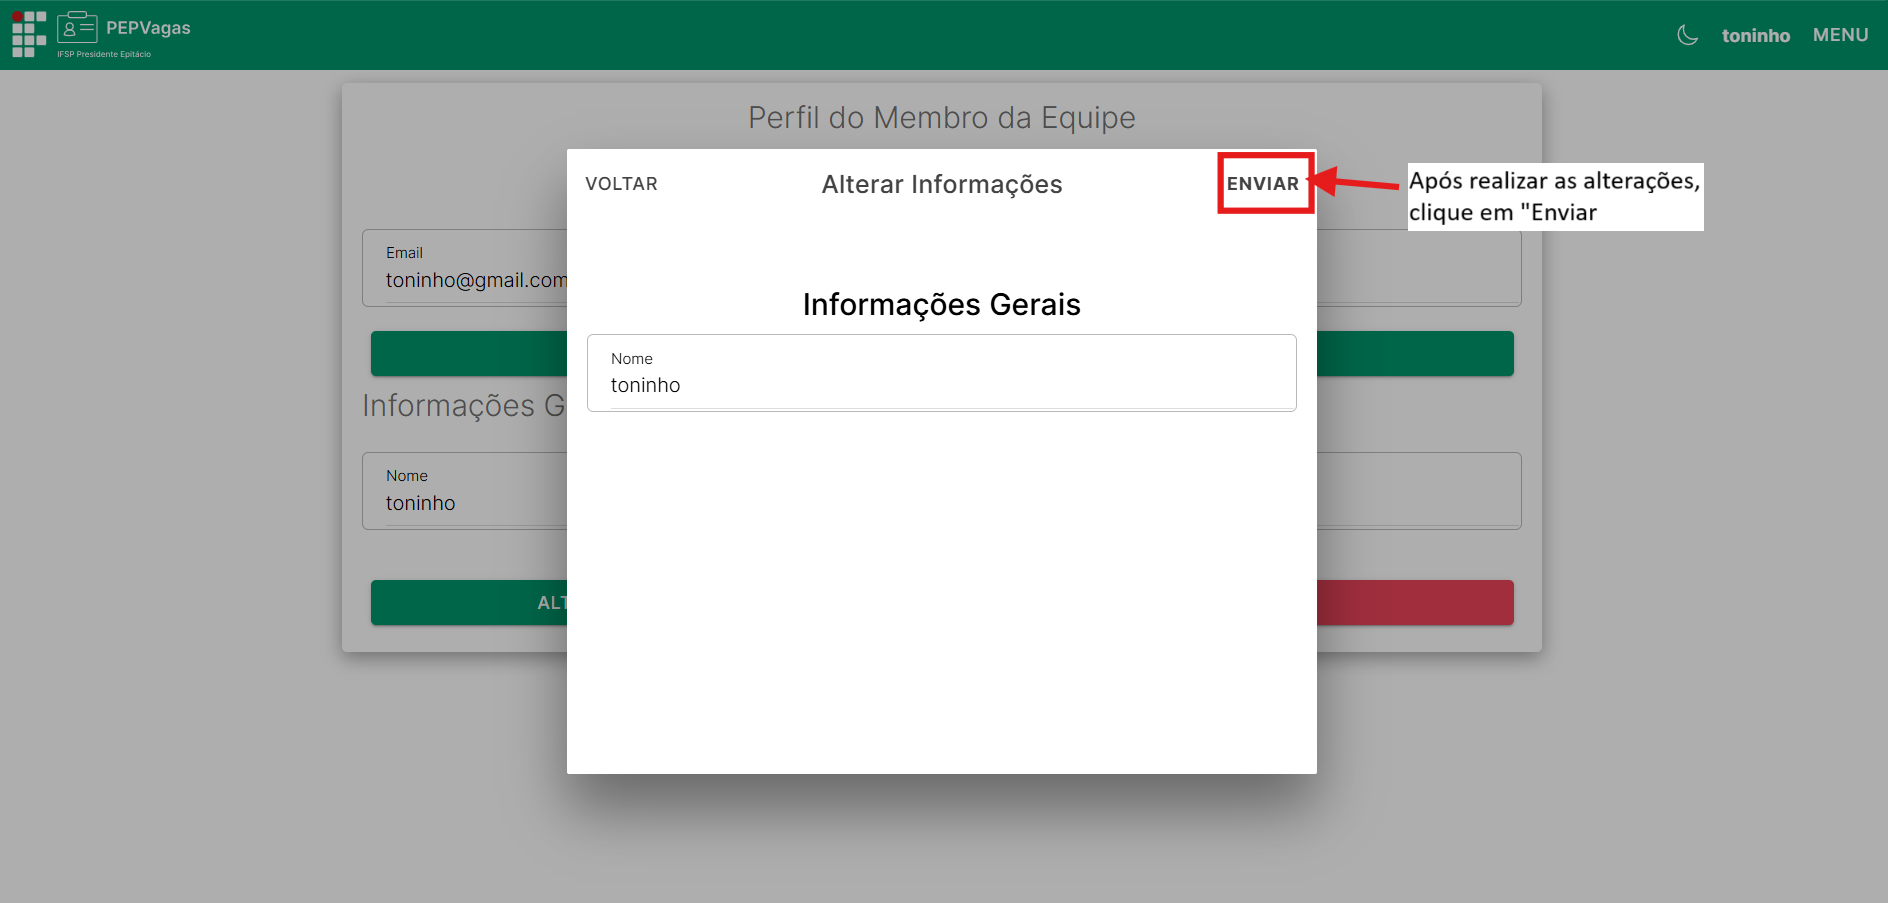 PEPVagas
IFSP Presidente Epitácio
toninho
MENU
Perfil do Membro da Equipe
VOLTAR
Alterar Informações
ENVIAR
Após realizar as alterações,
clique em "Enviar
Email
toninho@gmail.com
Informações Gerais
Nome
toninho
Informações G
Nome
toninho
ALT